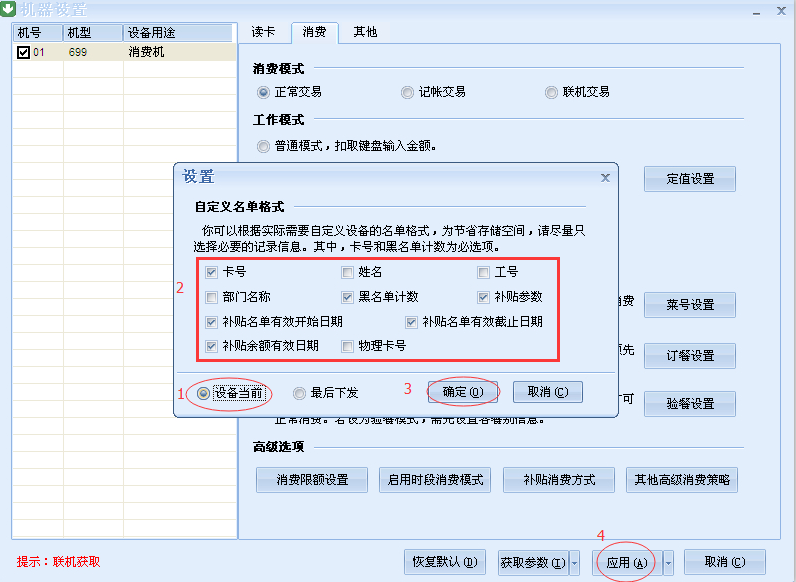 机器设置
机号 机型 设备用途
01 699 消费机
读卡 消费 其他
消费模式
正常交易 记帐交易 联机交易
工作模式
普通模式，扣取键盘输入金额。
定值设置
设置
自定义名单格式
你可以根据实际需要自定义设备的名单格式，为节省存储空间，请尽量只
选择必要的记录信息。其中，卡号和黑名单计数为必选项。
2
卡号 姓名 工号
部门名称 黑名单计数 补贴参数
补贴名单有效开始日期 补贴名单有效截止日期
补贴余额有效日期 物理卡号
消费 菜号设置
预先 订餐设置
1 设备当前 最后下发 3 确定(O) 取消(C)
可 验餐设置
正常消费。若设为验餐模式，需先设置各餐别信息。
高级选项
消费限额设置 启用时段消费模式 补贴消费方式 其他高级消费策略
4
提示：联机获取
恢复默认(D) 获取参数(I) 应用(A) 取消(C)